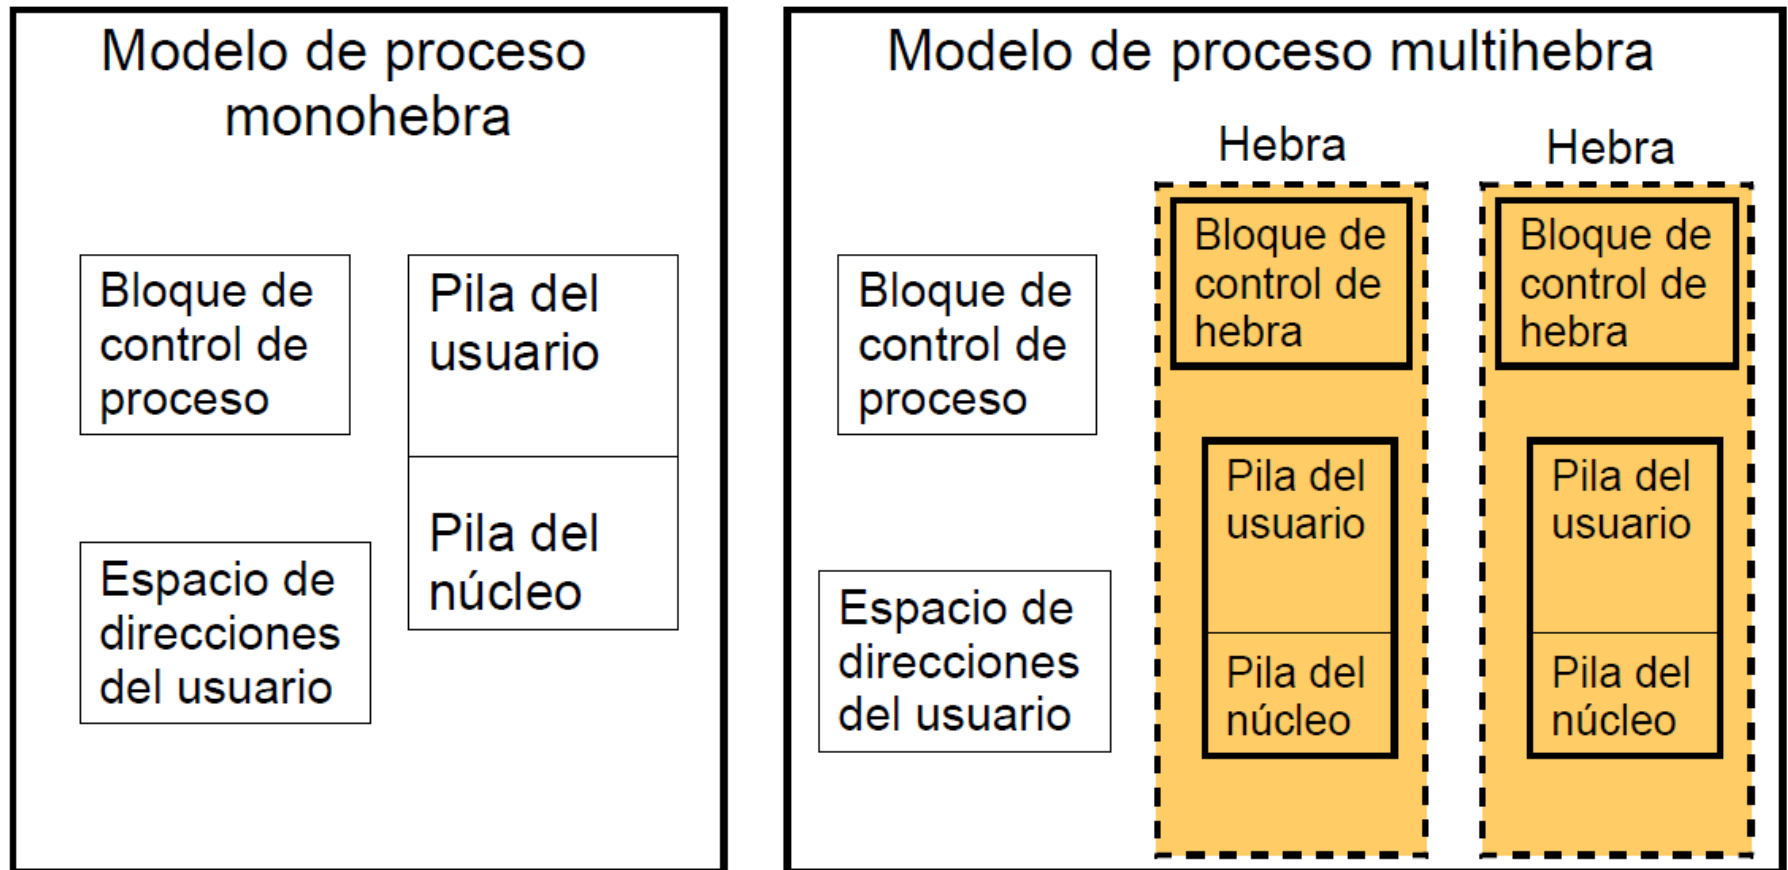 Modelo de proceso
monohebra
Bloque de
control de
proceso
Pila del
usuario
Pila del
núcleo
Espacio de
direcciones
del usuario
Modelo de proceso multihebra
Bloque de
control de
proceso
Espacio de
direcciones
del usuario
Hebra
Bloque de
control de
hebra
Pila del
usuario
Pila del
núcleo
Hebra
Bloque de
control de
hebra
Pila del
usuario
Pila del
núcleo